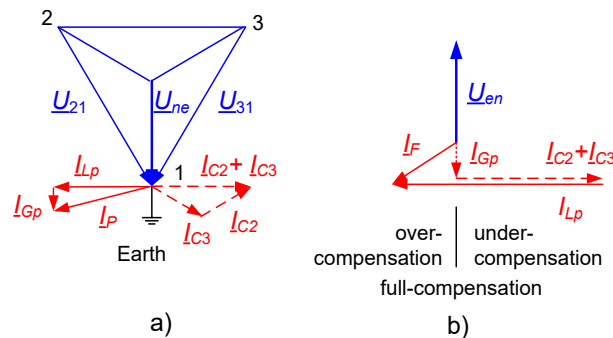 2
3
U21
Une
U31
ILp
1
IC2+ IC3
IGp
IP
IC3
IC2
Earth
a)
Uen
IF
IGp
IC2+IC3
ILp
over-
compensation
under-
compensation
full-compensation
b)